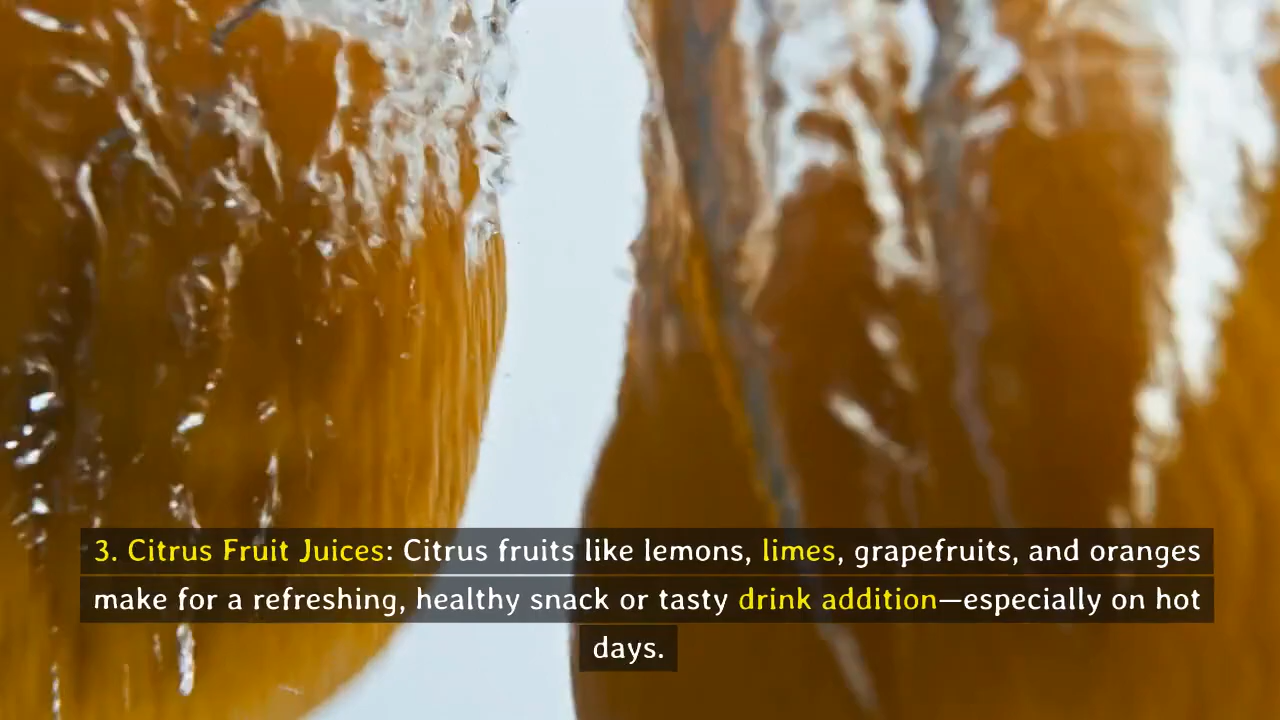 3. Citrus Fruit Juices: Citrus fruits like lemons, limes, grapefruits, and oranges
make for a refreshing, healthy snack or tasty drink addition—especially on hot
days.